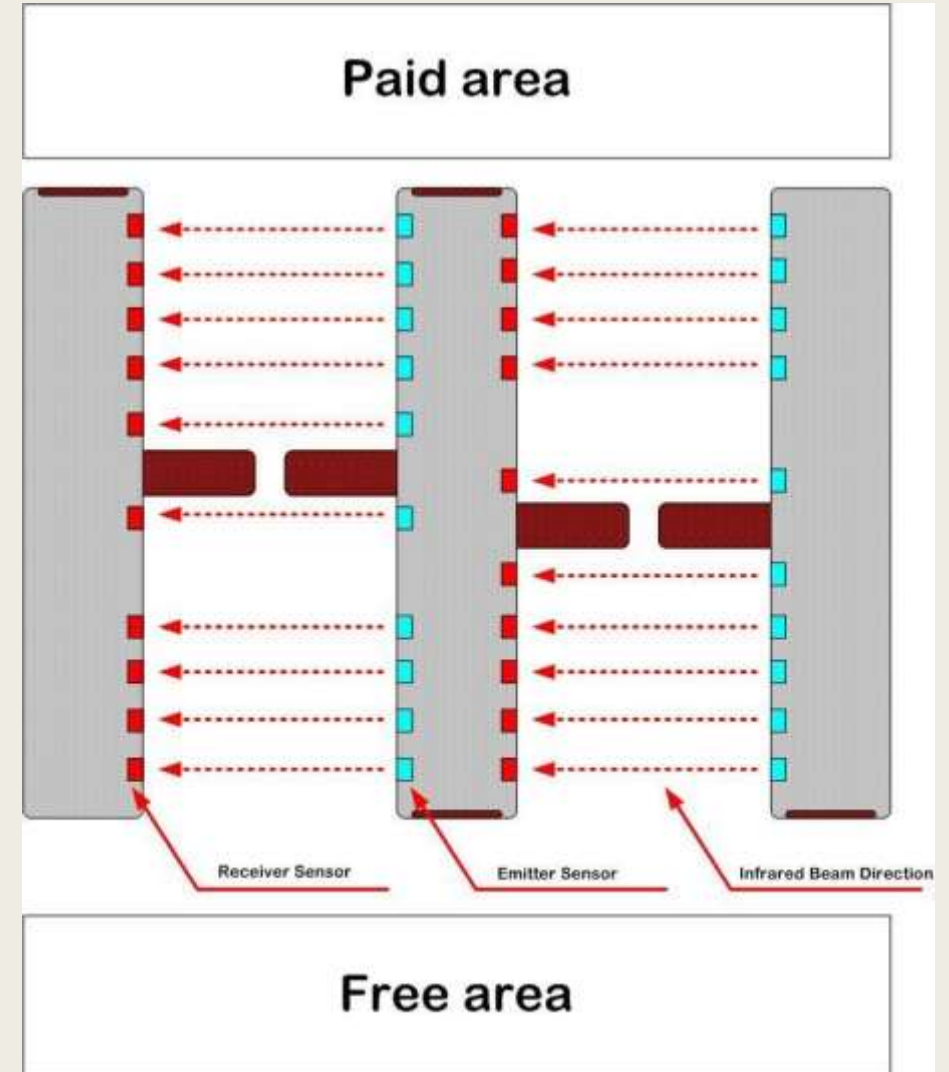 Paid area
Receiver Sensor
Emitter Sensor
Infrared Beam Direction
Free area